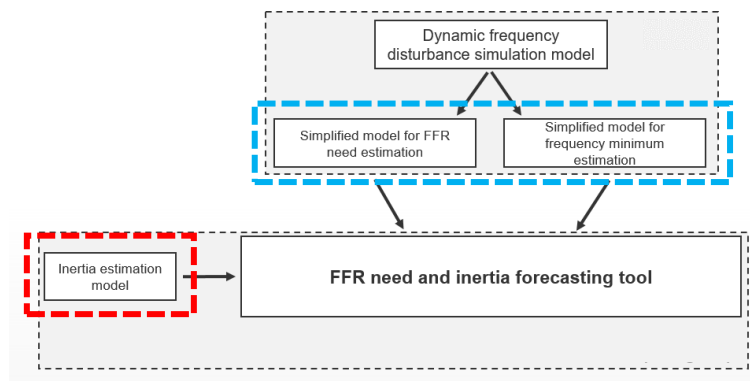 Dynamic frequency
disturbance simulation model
Simplified model for FFR
need estimation
Simplified model for
frequency minimum
estimation
Inertia estimation
model
FFR need and inertia forecasting tool